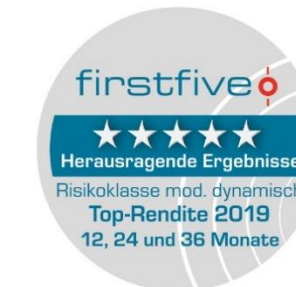 firstfive
Herausragende Ergebnisse
Risikoklasse mod. dynamisch
Top-Rendite 2019
12, 24 und 36 Monate